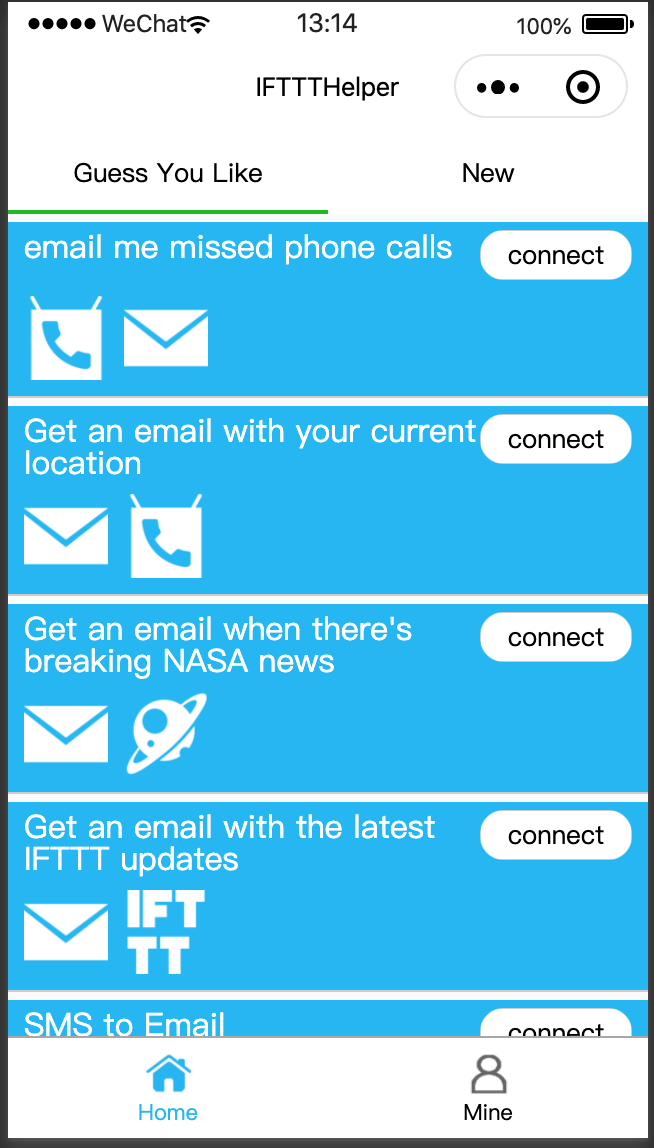 WeChat
13:14
100%
IFTTTHelper
Guess You Like
New
email me missed phone calls
connect
Get an email with your current
location
connect
Get an email when there's
breaking NASA news
connect
Get an email with the latest
IFTTT updates
connect
IFT
TT
SMS to Email
connect
Home
Mine